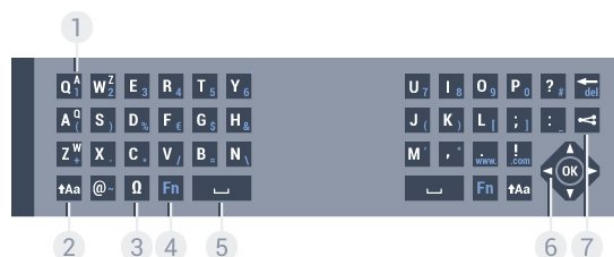 1
Q A 1 W Z 2 E 3 R 4 T 5 Y 6 U 7 I 8 O 9 P 0 ? # del
A Q ( S ) D % F € G $ H & J ( K ) L [ ; ] : _
Z W + X - C * V / B = N \ M ' , " . www. ! .com OK
Aa @ ~ Ω Fn Fn Aa
2 3 4 5 6 7